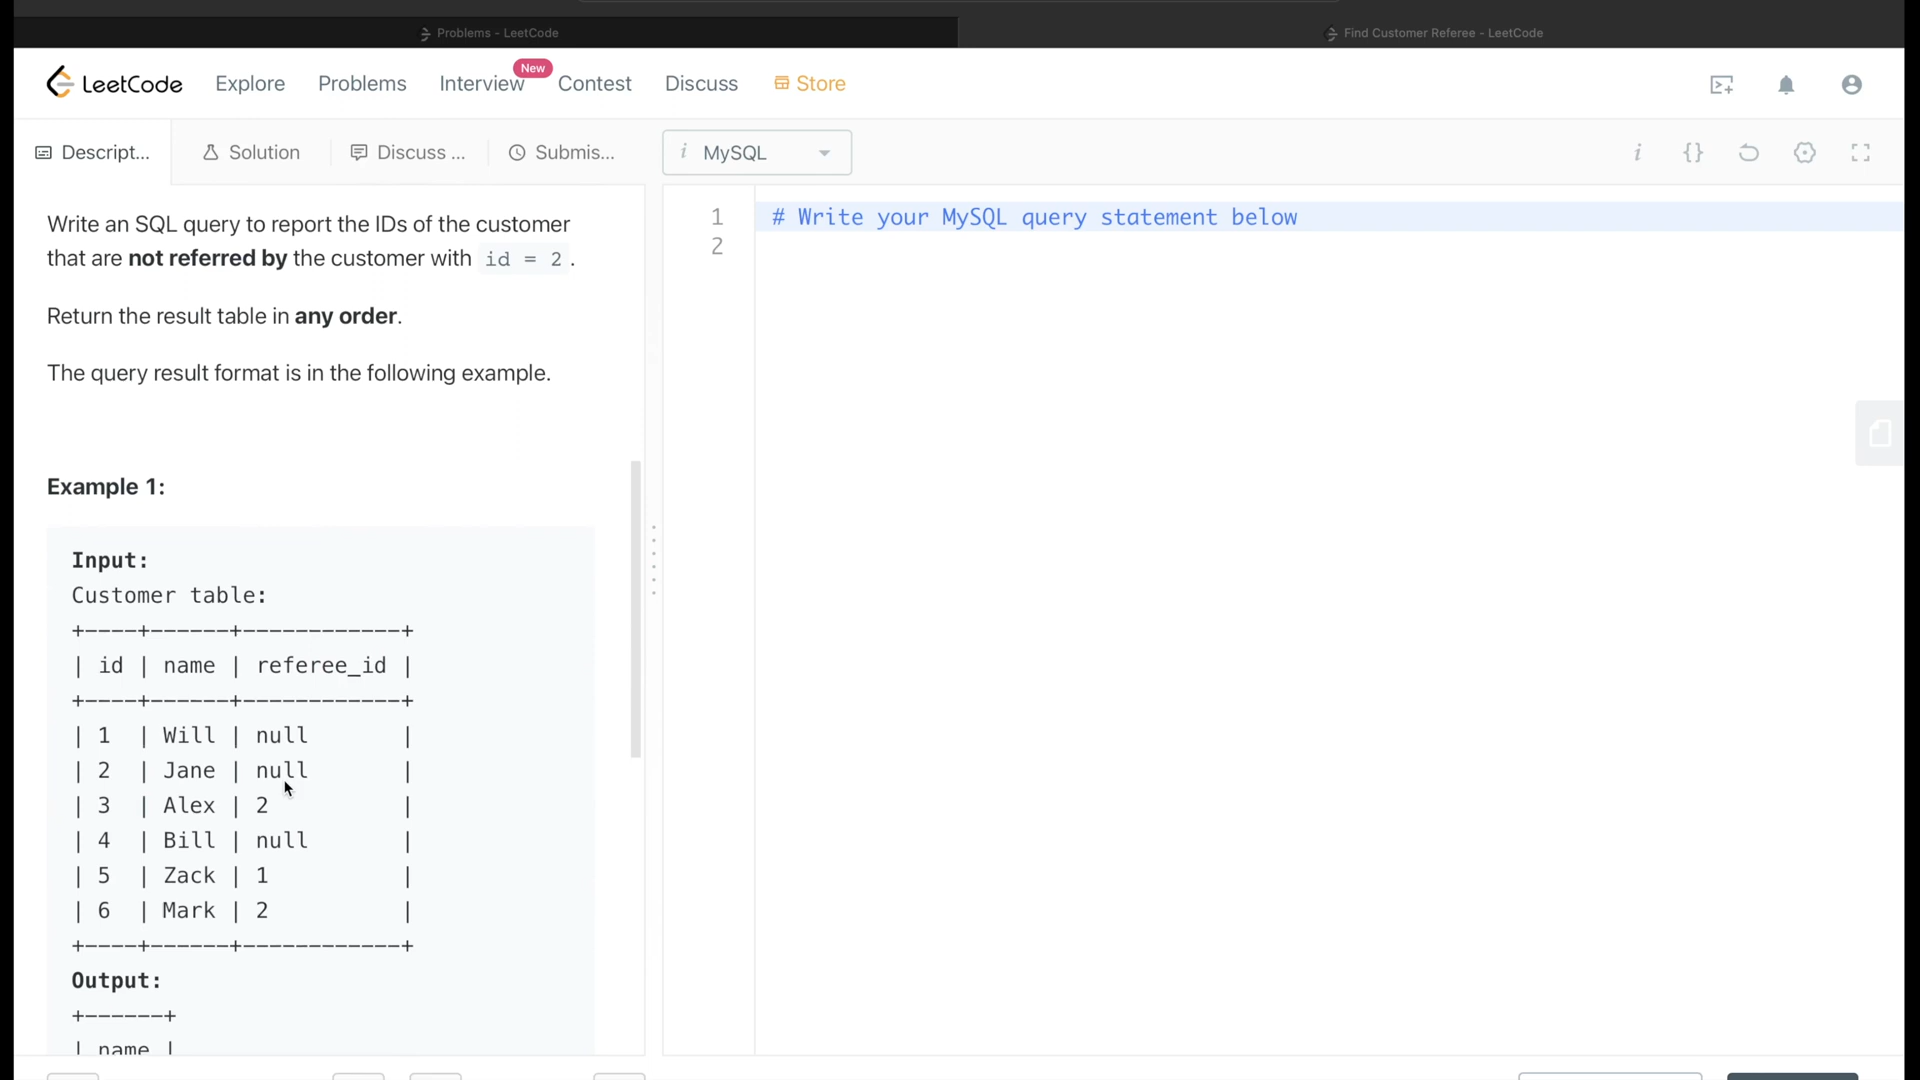 Problems - LeetCode
Find Customer Referee - LeetCode
LeetCode Explore Problems Interview New Contest Discuss Store
Descript... Solution Discuss ... Submis... i MySQL i {}
Write an SQL query to report the IDs of the customer
that are not referred by the customer with id = 2.
Return the result table in any order.
The query result format is in the following example.
Example 1:
Input:
Customer table:
+----+------+------------+
| id | name | referee_id |
+----+------+------------+
| 1 | Will | null |
| 2 | Jane | null |
| 3 | Alex | 2 |
| 4 | Bill | null |
| 5 | Zack | 1 |
| 6 | Mark | 2 |
+----+------+------------+
Output:
+------+
| name |
1 # Write your MySQL query statement below
2